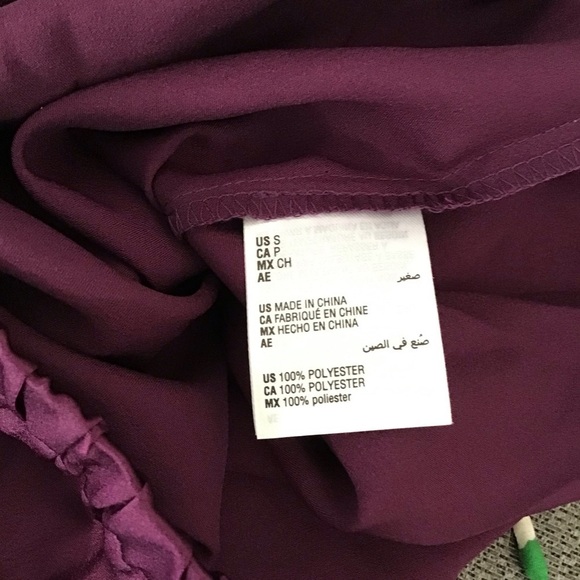 US S
CA P
MX CH
AE صغير
US MADE IN CHINA
CA FABRIQUÉ EN CHINE
MX HECHO EN CHINA
AE صُنع في الصين
US 100% POLYESTER
CA 100% POLYESTER
MX 100% poliester